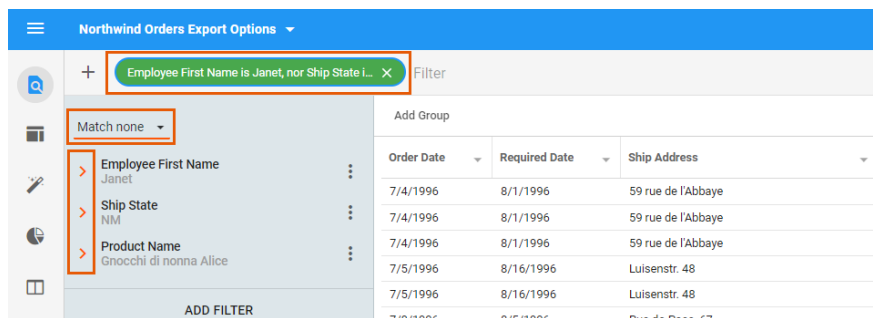 Northwind Orders Export Options
Employee First Name is Janet, nor Ship State i...
Filter
Match none
Employee First Name
Janet
Ship State
NM
Product Name
Gnocchi di nonna Alice
ADD FILTER
Add Group
Order Date Required Date Ship Address
7/4/1996 8/1/1996 59 rue de l'Abbaye
7/4/1996 8/1/1996 59 rue de l'Abbaye
7/4/1996 8/1/1996 59 rue de l'Abbaye
7/5/1996 8/16/1996 Luisenstr. 48
7/5/1996 8/16/1996 Luisenstr. 48